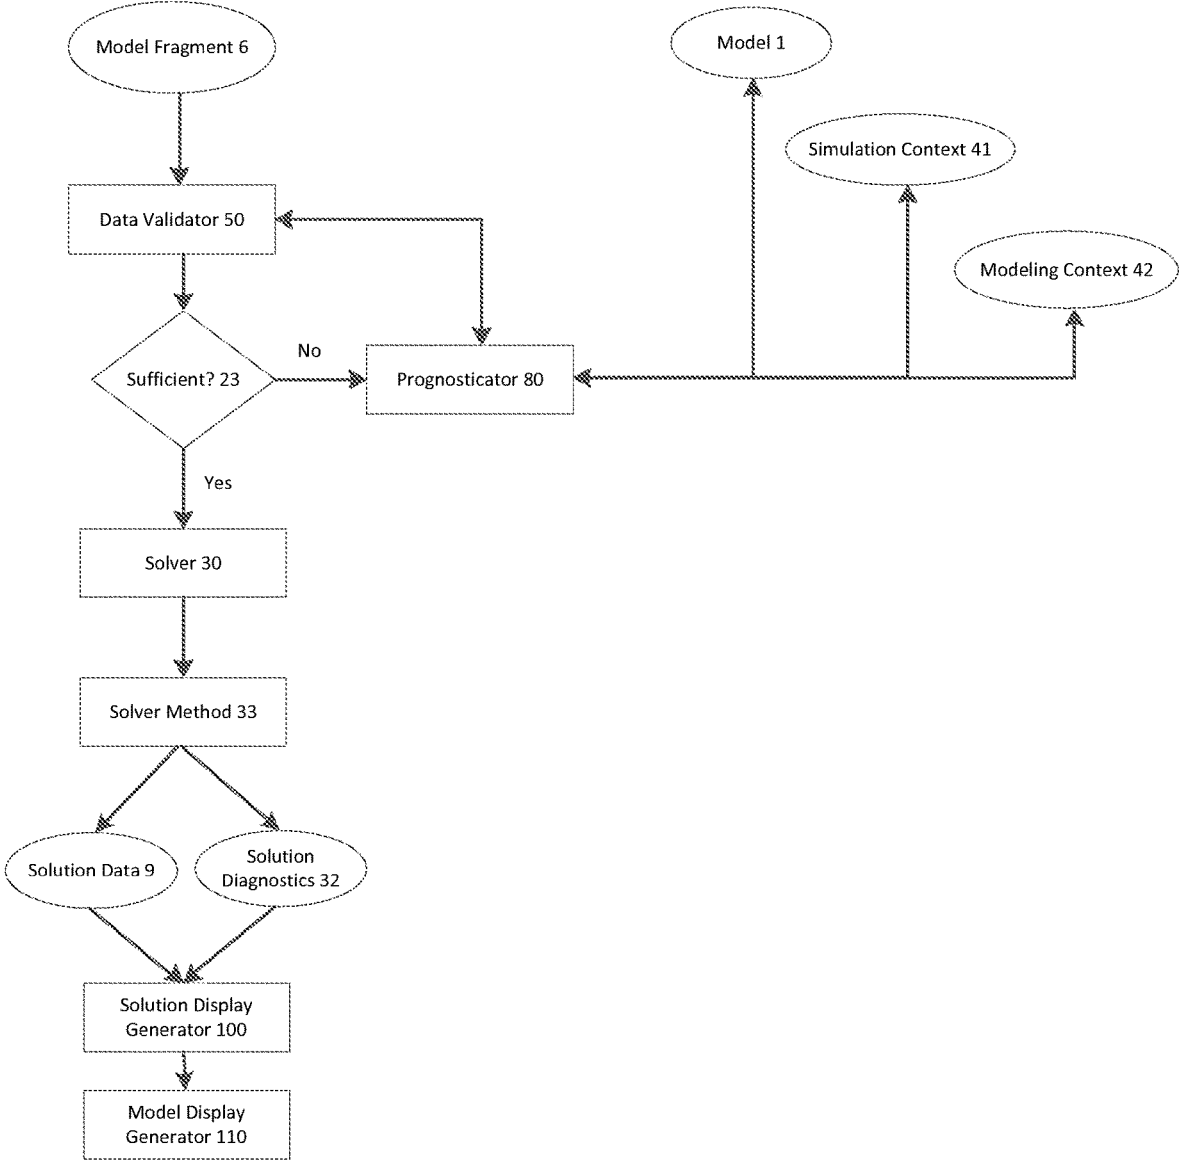 Model Fragment 6
Model 1
Simulation Context 41
Data Validator 50
Modeling Context 42
No
Sufficient? 23
Prognosticator 80
Yes
Solver 30
Solver Method 33
Solution Data 9
Solution
Diagnostics 32
Solution Display
Generator 100
Model Display
Generator 110